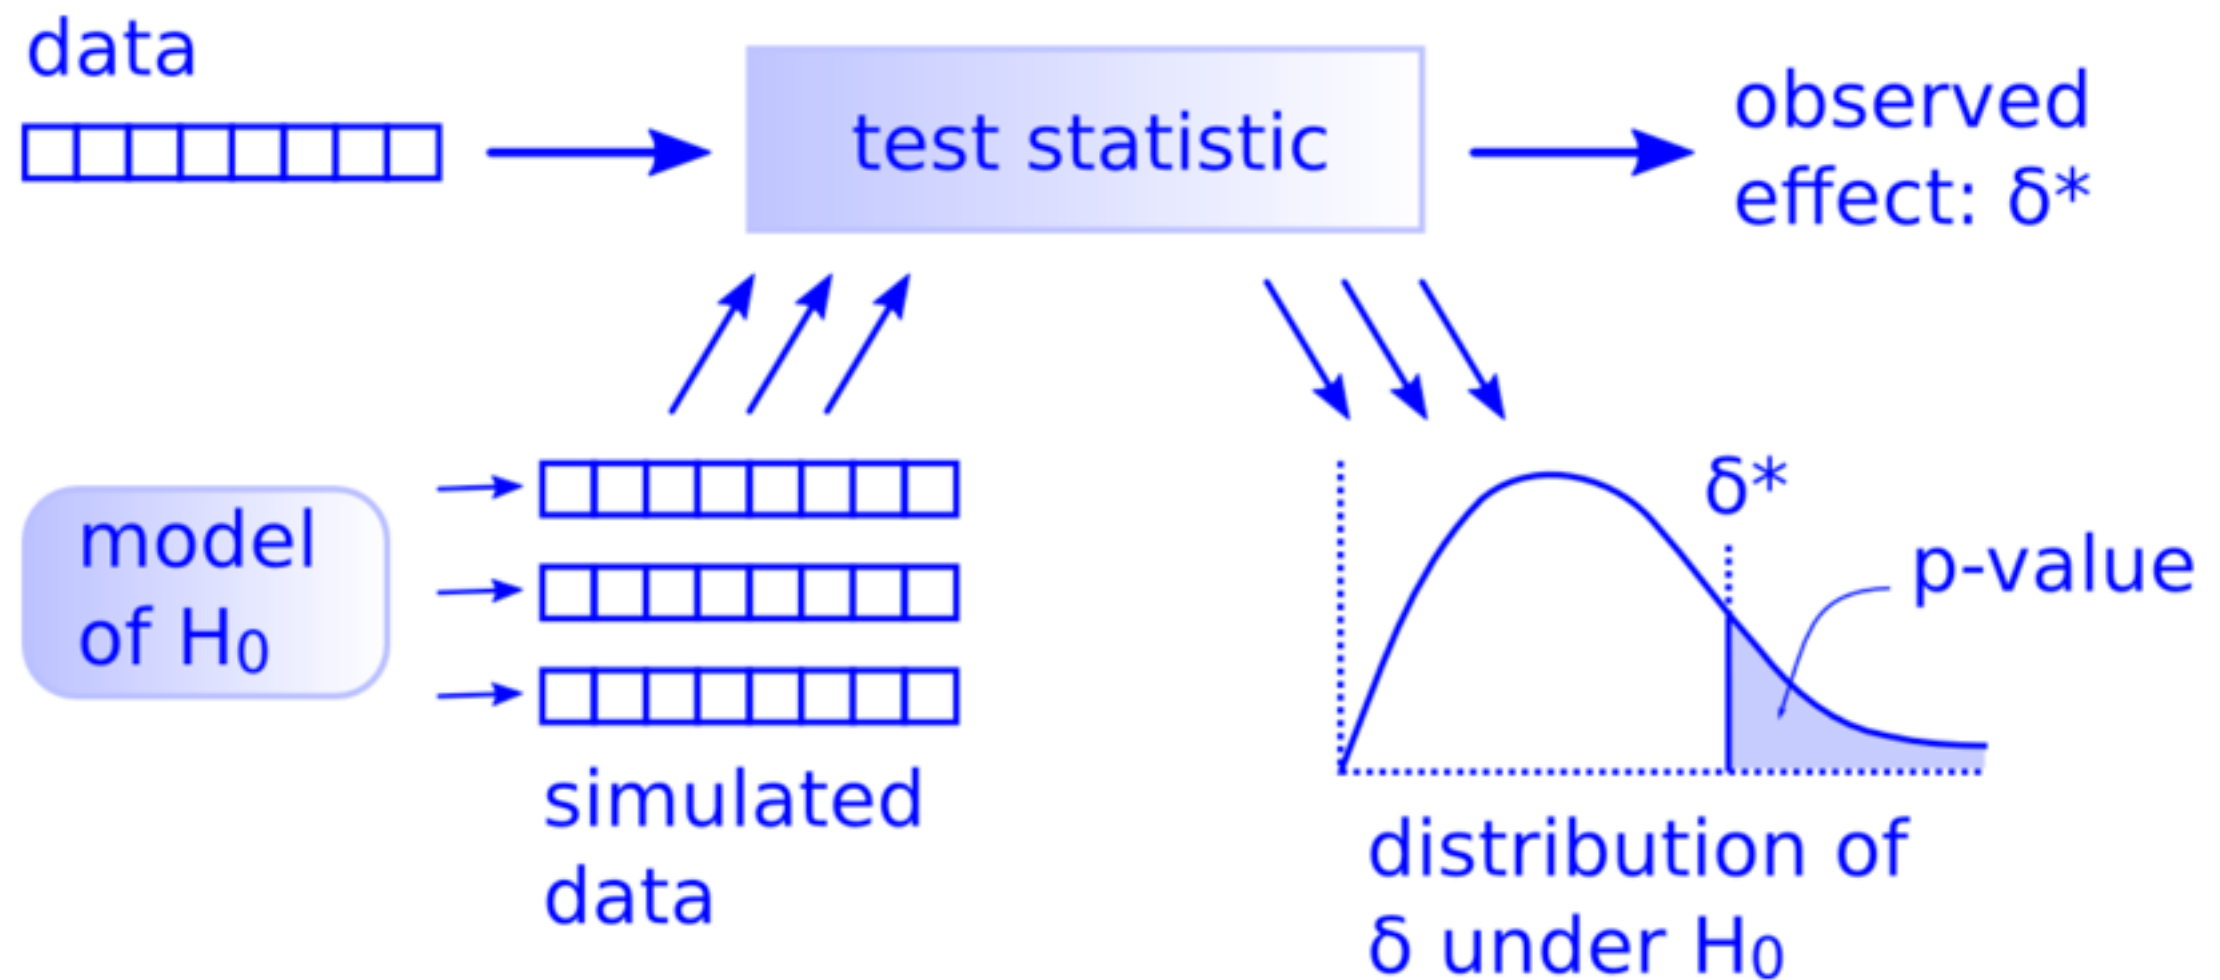 data
test statistic
observed
effect: δ*
model
of H₀
simulated
data
δ*
p-value
distribution of
δ under H₀